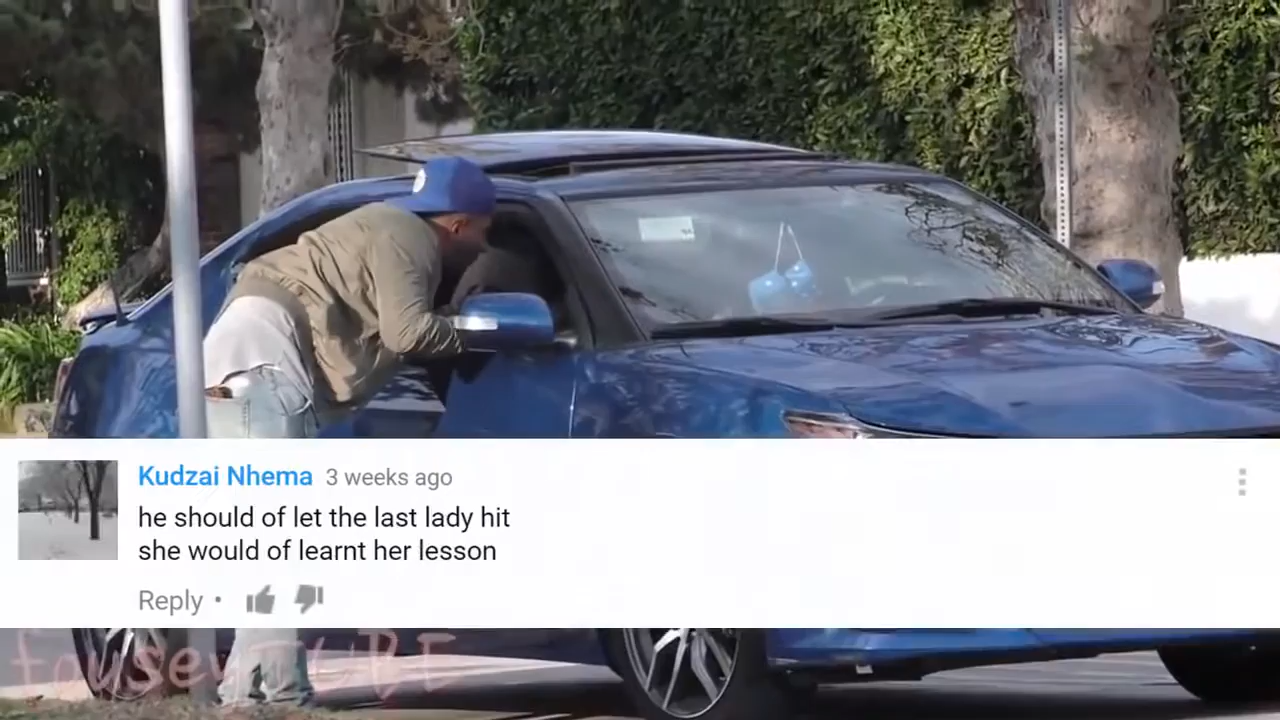 Kudzai Nhema 3 weeks ago
he should of let the last lady hit
she would of learnt her lesson
Reply •
fouseyTUBE